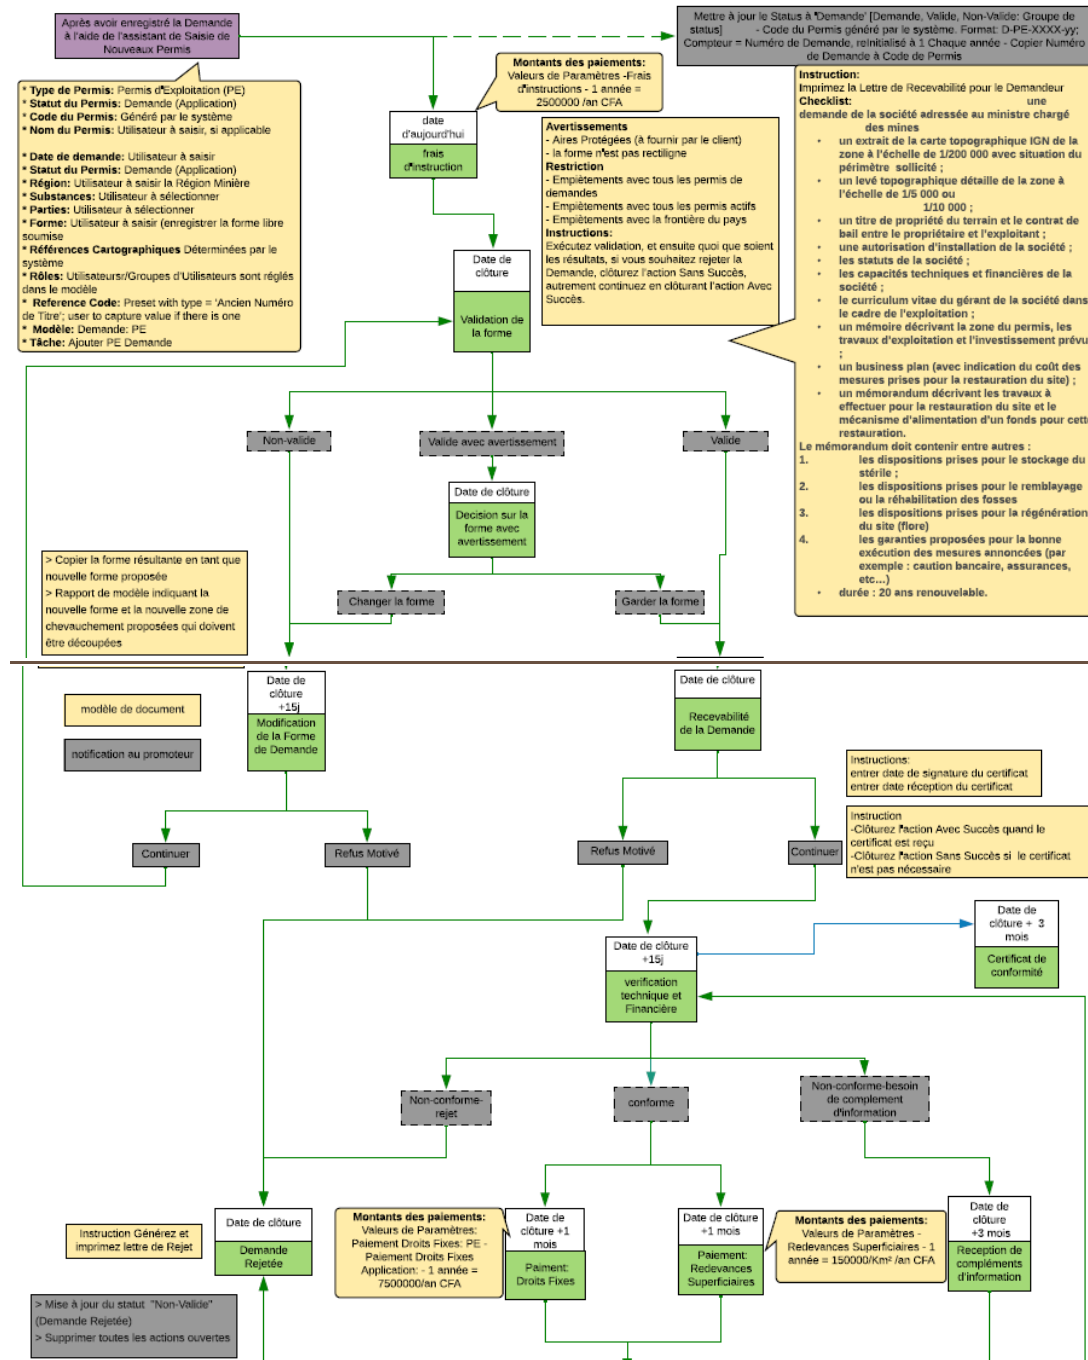 Après avoir enregistré la Demande
à l'aide de l'assistant de Saisie de
Nouveaux Permis
Mettre à jour le Status à "Demande' [Demande, Valide, Non-Valide: Groupe de
status] - Code du Permis généré par le système. Format: D-PE-XXXX-yy;
Compteur = Numéro de Demande, reinitialisé à 1 Chaque année - Copier Numéro
de Demande à Code de Permis
* Type de Permis: Permis d'Exploitation (PE)
* Statut du Permis: Demande (Application)
* Code du Permis: Généré par le système
* Nom du Permis: Utilisateur à saisir, si applicable
* Date de demande: Utilisateur à saisir
* Statut du Permis: Demande (Application)
* Région: Utilisateur à saisir la Région Minière
* Substances: Utilisateur à sélectionner
* Parties: Utilisateur à sélectionner
* Forme: Utilisateur à saisir (enregistrer la forme libre
soumise
* Références Cartographiques Déterminées par le
système
* Rôles: Utilisateursr/Groupes d'Utilisateurs sont réglés
dans le modèle
* Reference Code: Preset with type = 'Ancien Numéro
de Titre'; user to capture value if there is one
* Modèle: Demande: PE
* Tâche: Ajouter PE Demande
Montants des paiements:
Valeurs de Paramètres -Frais
d'instructions - 1 année =
2500000 /an CFA
date
d'aujourd'hui
frais
d'instruction
Avertissements
- Aires Protégées (à fournir par le client)
- la forme n'est pas rectiligne
Restriction
- Empiètements avec tous les permis de
demandes
- Empiètements avec tous les permis actifs
- Empiètements avec la frontière du pays
Instructions:
Exécutez validation, et ensuite quoi que soient
les résultats, si vous souhaitez rejeter la
Demande, clôturez l'action Sans Succès,
autrement continuez en clôturant l'action Avec
Succès.
Instruction:
Imprimez la Lettre de Recevabilité pour le Demandeur
Checklist: une
demande de la société adressée au ministre chargé
des mines
• un extrait de la carte topographique IGN de
la zone à l'échelle de 1/200 000 avec situation du
périmètre sollicité ;
• un levé topographique détaille de la zone à
l'échelle de 1/5 000 ou
1/10 000 ;
• un titre de propriété du terrain et le contrat de
bail entre le propriétaire et l'exploitant ;
• une autorisation d'installation de la société ;
• les statuts de la société ;
• les capacités techniques et financières de la
société ;
• le curriculum vitae du gérant de la société dans
le cadre de l'exploitation ;
• un mémoire décrivant la zone du permis, les
travaux d'exploitation et l'investissement prévu
;
• un business plan (avec indication du coût des
mesures prises pour la restauration du site) ;
• un mémorandum décrivant les travaux à
effectuer pour la restauration du site et le
mécanisme d'alimentation d'un fonds pour cette
restauration.
Le mémorandum doit contenir entre autres :
1. les dispositions prises pour le stockage du
stérile ;
2. les dispositions prises pour le remblayage
ou la réhabilitation des fosses
3. les dispositions prises pour la régénération
du site (flore)
4. les garanties proposées pour la bonne
exécution des mesures annoncées (par
exemple : caution bancaire, assurances,
etc...)
• durée : 20 ans renouvelable.
Date de
clôture
Validation de
la forme
Non-valide
Valide avec avertissement
Valide
Date de clôture
Decision sur la
forme avec
avertissement
> Copier la forme résultante en tant que
nouvelle forme proposée
> Rapport de modèle indiquant la
nouvelle forme et la nouvelle zone de
chevauchement proposées qui doivent
être découpées
Changer la forme
Garder la forme
modèle de document
notification au promoteur
Date de
clôture
+15j
Modification
de la Forme
de Demande
Date de clôture
Recevabilité
de la Demande
Instructions:
entrer date de signature du certificat
entrer date réception du certificat
Instruction
-Clôturez l'action Avec Succès quand le
certificat est reçu
-Clôturez l'action Sans Succès si le certificat
n'est pas nécessaire
Continuer
Refus Motivé
Refus Motivé
Continuer
Date de clôture
+15j
verification
technique et
Financière
Date de
clôture + 3
mois
Certificat de
conformité
Non-conforme-
rejet
conforme
Non-conforme-besoin
de complement
d'information
Instruction Générez et
imprimez lettre de Rejet
Date de clôture
Demande
Rejetée
Montants des paiements:
Valeurs de Paramètres:
Paiement Droits Fixes: PE -
Paiement Droits Fixes
Application: - 1 année =
7500000/an CFA
Date de
clôture +1
mois
Paiment:
Droits Fixes
Date de clôture
+1 mois
Paiement:
Redevances
Superficiaires
Montants des paiements:
Valeurs de Paramètres -
Redevances Superficiaires - 1
année = 150000/Km² /an CFA
Date de
clôture
+3 mois
Reception de
compléments
d'information
> Mise à jour du statut "Non-Valide"
(Demande Rejetée)
> Supprimer toutes les actions ouvertes